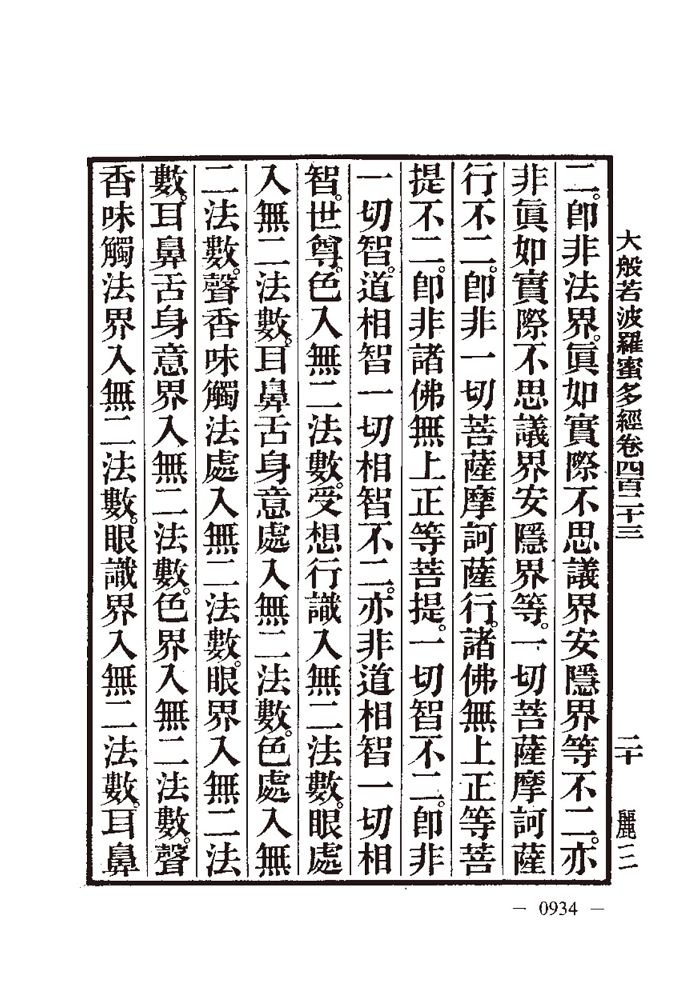 大般若波羅蜜多經卷四百二十三　二十　麗二
二。卽非法界。眞如實際不思議界安隱界等不二。亦
非眞如實際不思議界安隱界等。一切菩薩摩訶薩
行不二。卽非一切菩薩摩訶薩行。諸佛無上正等菩
提不二。卽非諸佛無上正等菩提。一切智不二。卽非
一切智。道相智一切相智不二。亦非道相智一切相
智。世尊。色入無二法數。受想行識入無二法數。眼處
入無二法數。耳鼻舌身意處入無二法數。色處入無
二法數。聲香味觸法處入無二法數。眼界入無二法
數。耳鼻舌身意界入無二法數。色界入無二法數。聲
香味觸法界入無二法數。眼識界入無二法數。耳鼻
— 0934 —